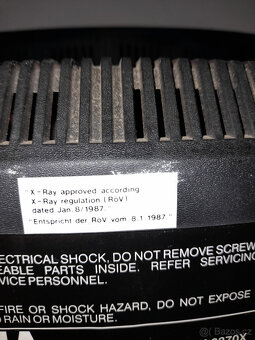 "X-Ray approved according
X-Ray regulation (RoV)
dated Jan. 8/1987."
"Entspricht der RoV vom 8.1.1987."
ELECTRICAL SHOCK, DO NOT REMOVE SCREW
EABLE PARTS INSIDE. REFER SERVICING
VICE PERSONNEL.
FIRE OR SHOCK HAZARD, DO NOT EXPOSE
O RAIN OR MOISTURE.